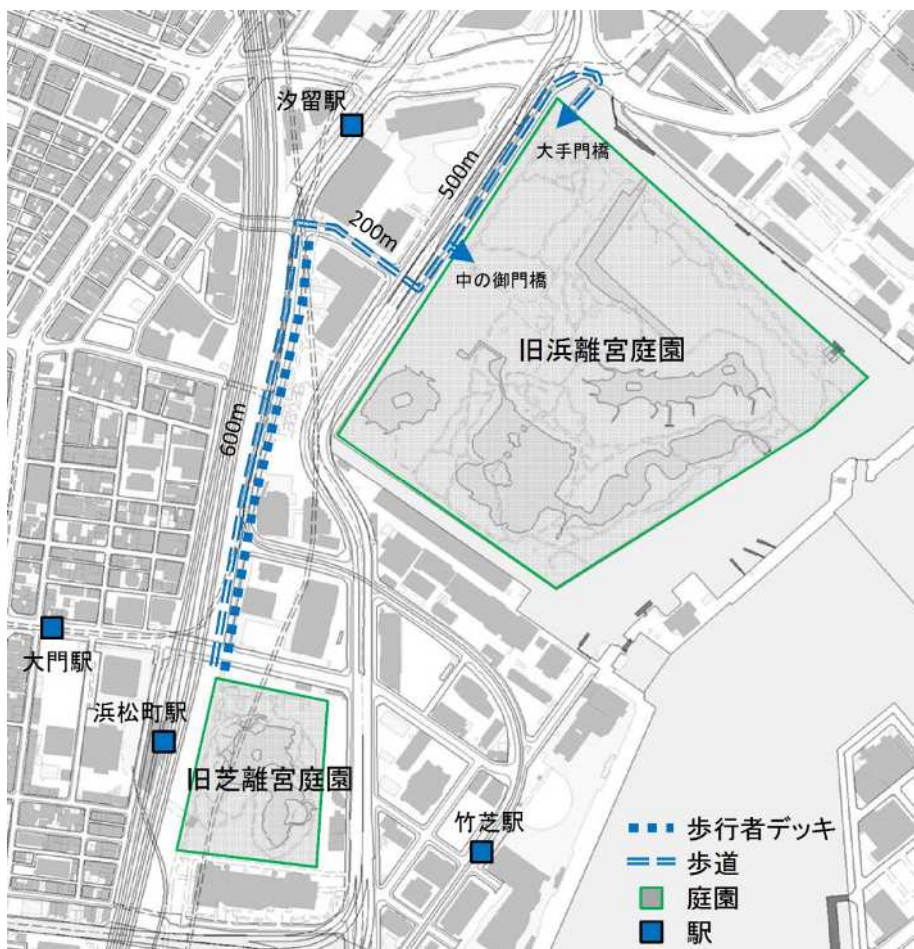 汐留駅
大手門橋
500m
200m
中の御門橋
旧浜離宮庭園
600m
大門駅
浜松町駅
旧芝離宮庭園
竹芝駅
歩行者デッキ
歩道
庭園
駅